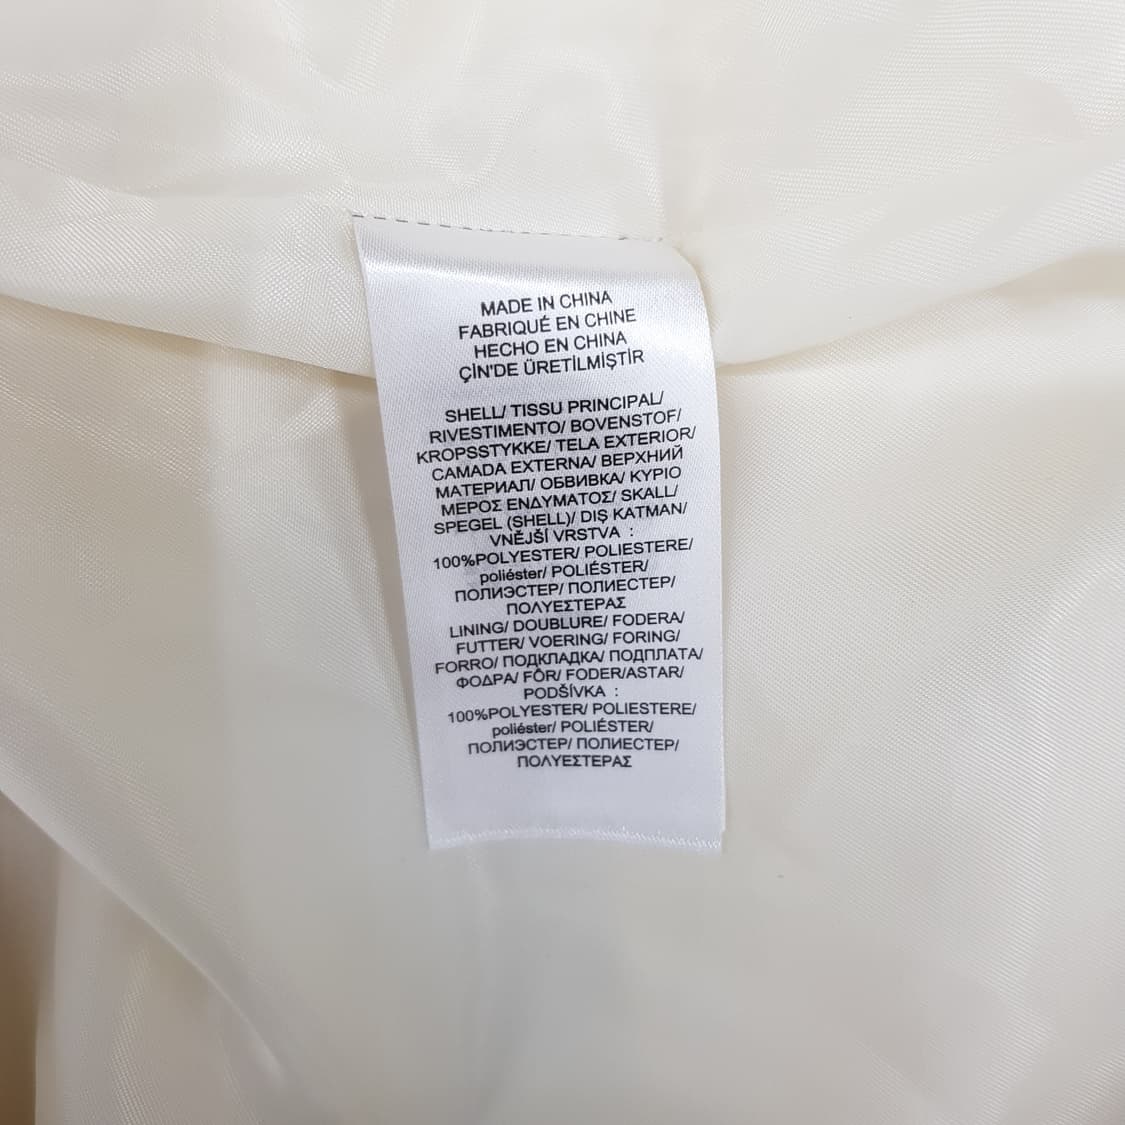 MADE IN CHINA
FABRIQUÉ EN CHINE
HECHO EN CHINA
ÇİN'DE ÜRETİLMİŞTİR
SHELL/ TISSU PRINCIPAL/
RIVESTIMENTO/ BOVENSTOF/
KROPSSTYKKE/ TELA EXTERIOR/
CAMADA EXTERNA/ ВЕРХНИЙ
МАТЕРИАЛ/ ОБВИВКА/ ΚΥΡΙΟ
ΜΕΡΟΣ ΕΝΔΥΜΑΤΟΣ/ SKALL/
SPEGEL (SHELL)/ DIŞ KATMAN/
VNĚJŠÍ VRSTVA :
100%POLYESTER/ POLIESTERE/
poliéster/ POLIÉSTER/
ПОЛИЭСТЕР/ ПОЛИЕСТЕР/
ΠΟΛΥΕΣΤΕΡΑΣ
LINING/ DOUBLURE/ FODERA/
FUTTER/ VOERING/ FORING/
FORRO/ ПОДКЛАДКА/ ПОДПЛАТА/
ΦΟΔΡΑ/ FÔR/ FODER/ASTAR/
PODŠÍVKA :
100%POLYESTER/ POLIESTERE/
poliéster/ POLIÉSTER/
ПОЛИЭСТЕР/ ПОЛИЕСТЕР/
ΠΟΛΥΕΣΤΕΡΑΣ